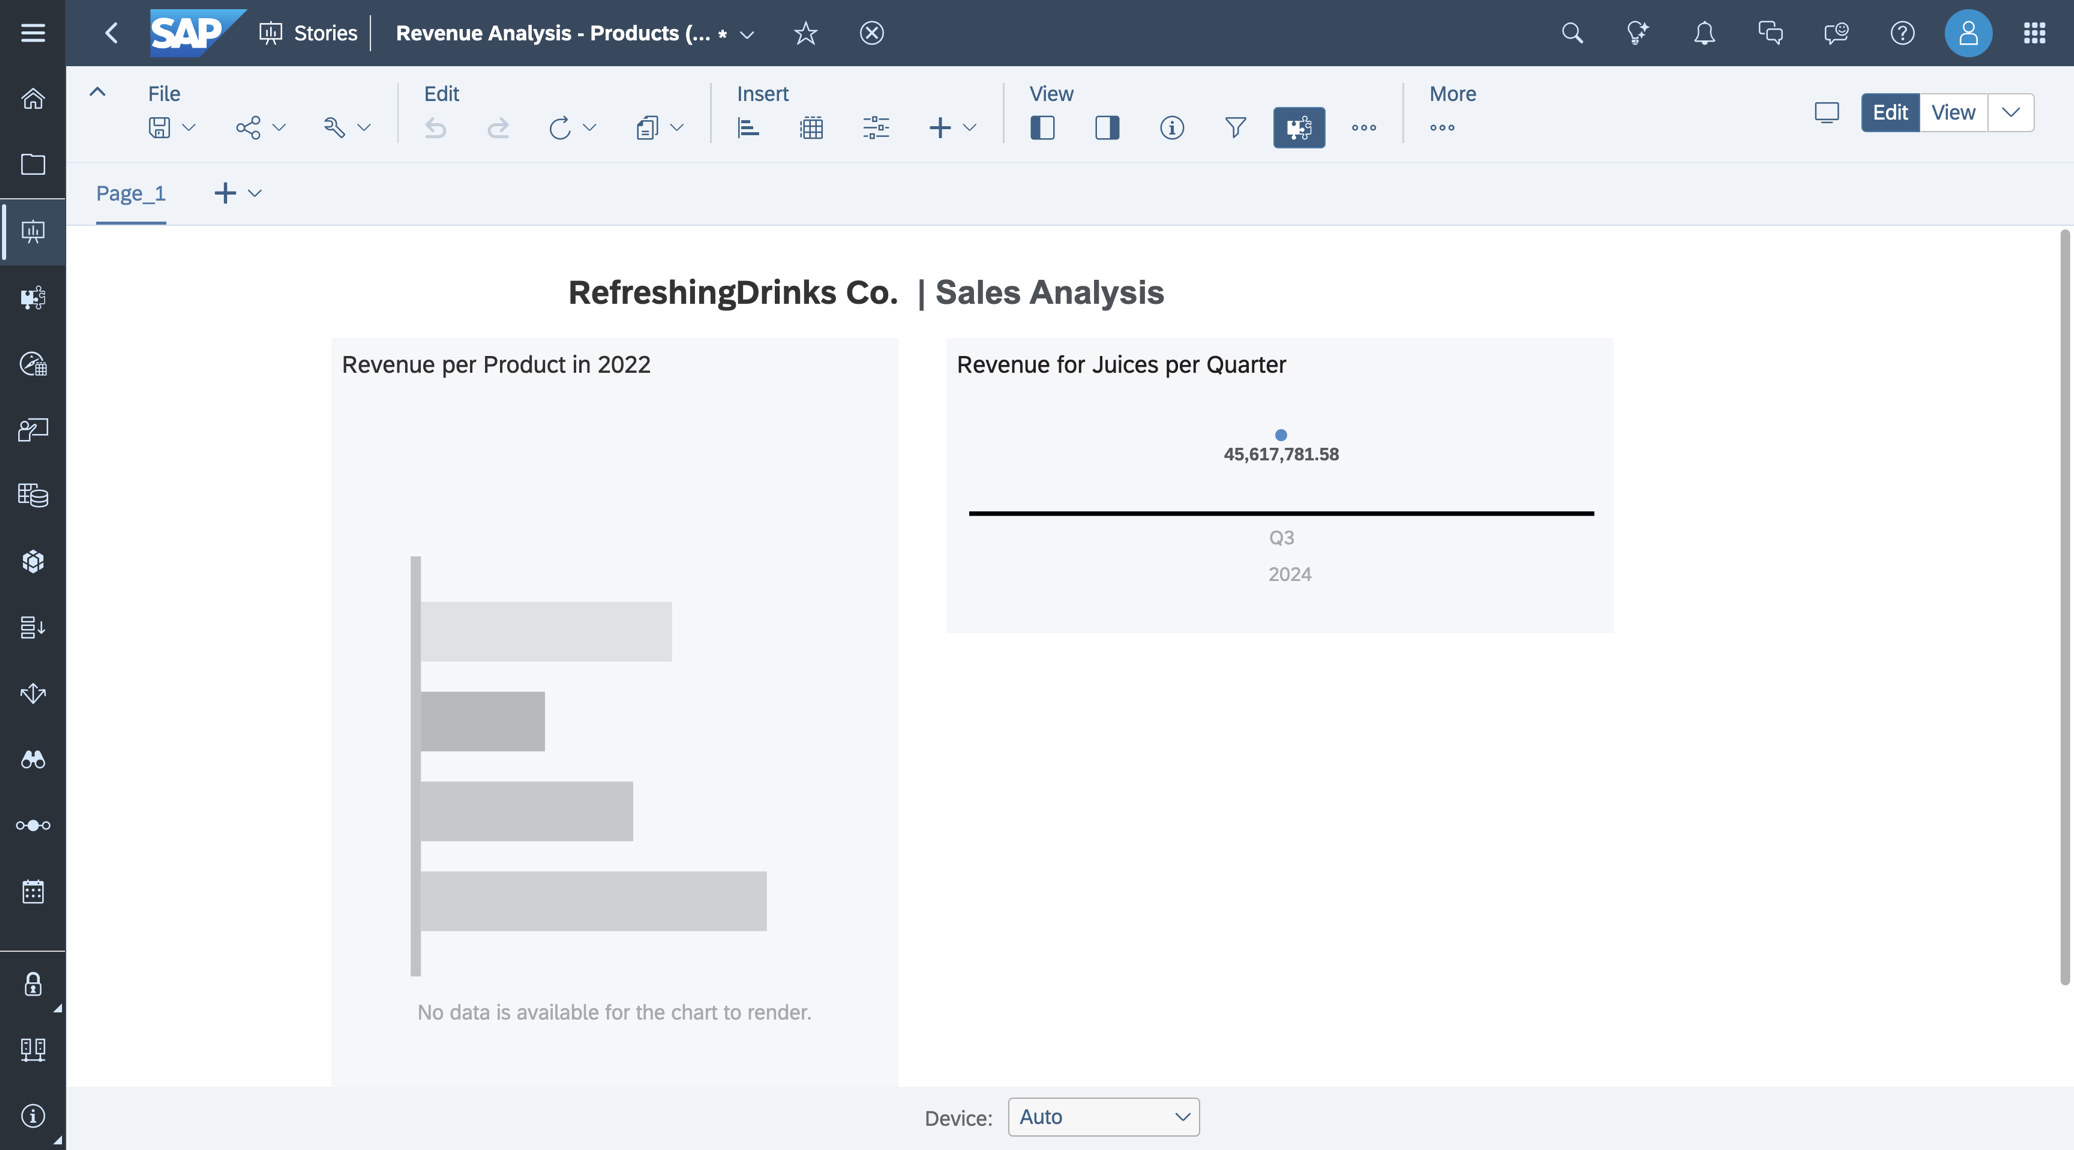 SAP
Stories
Revenue Analysis - Products (... *
File
Edit
Insert
View
More
Edit
View
Page_1
RefreshingDrinks Co. | Sales Analysis
Revenue per Product in 2022
Revenue for Juices per Quarter
45,617,781.58
Q3
2024
No data is available for the chart to render.
Device:
Auto